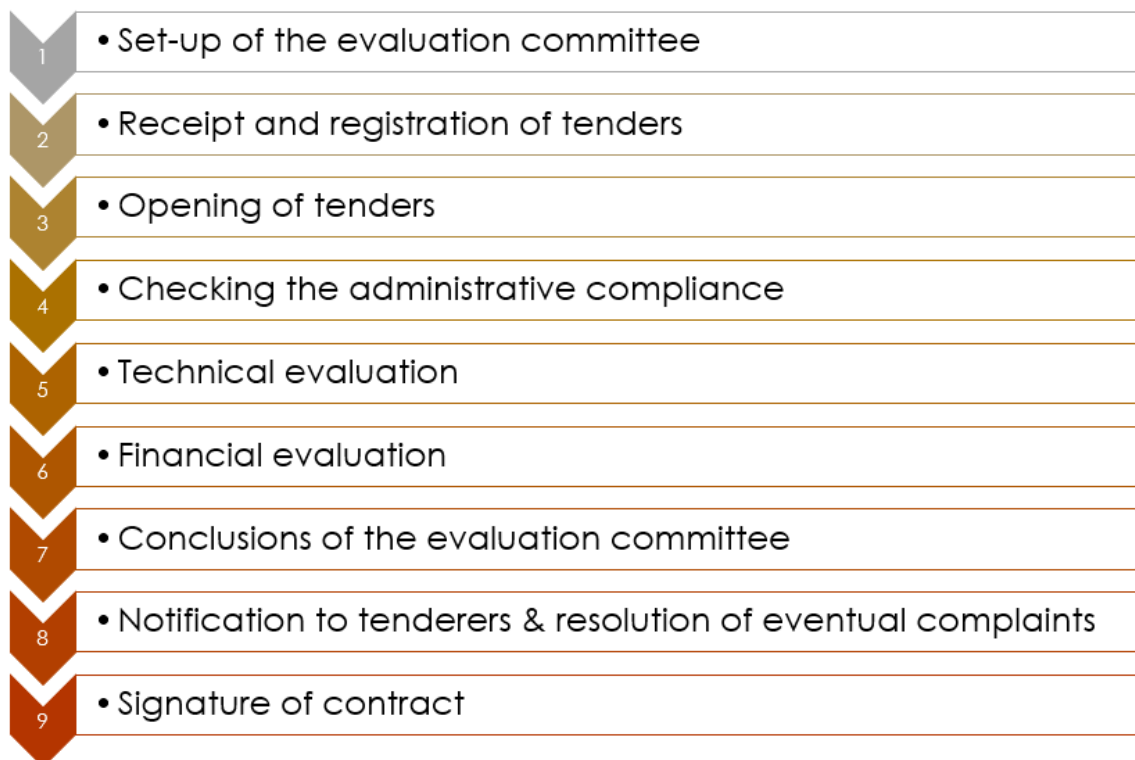 1 • Set-up of the evaluation committee
2 • Receipt and registration of tenders
3 • Opening of tenders
4 • Checking the administrative compliance
5 • Technical evaluation
6 • Financial evaluation
7 • Conclusions of the evaluation committee
8 • Notification to tenderers & resolution of eventual complaints
9 • Signature of contract